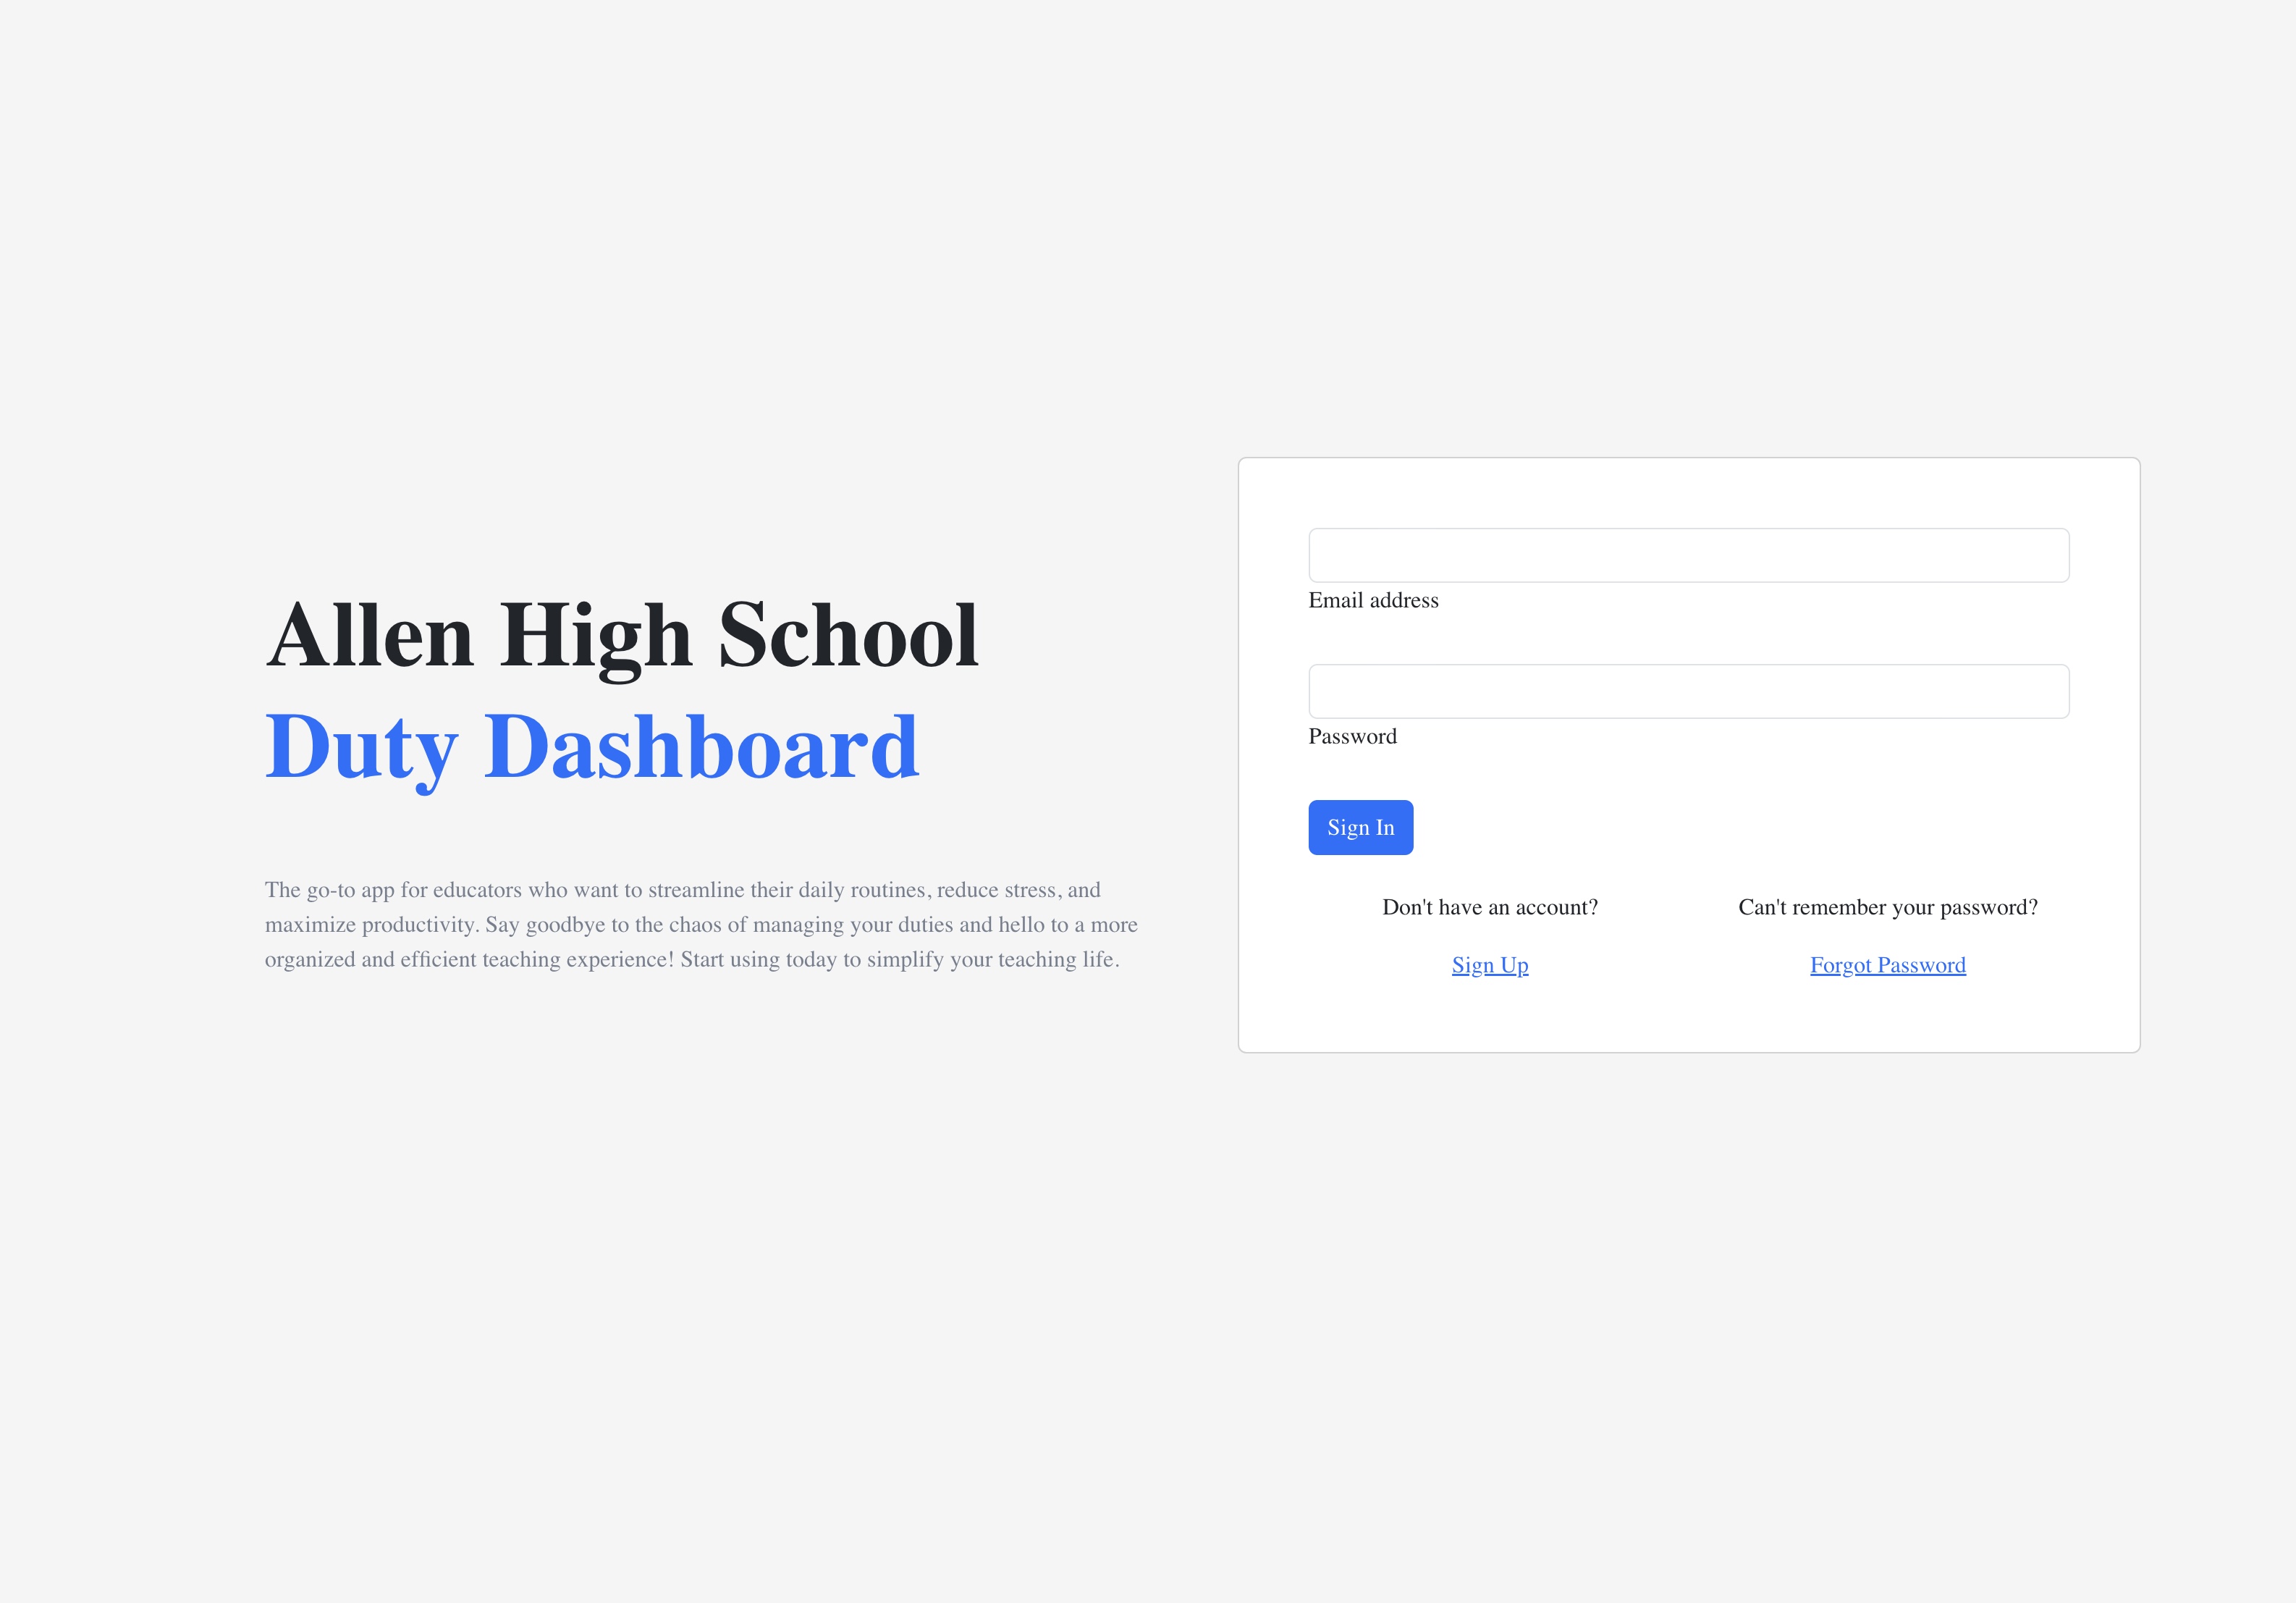 Allen High School
Duty Dashboard
The go-to app for educators who want to streamline their daily routines, reduce stress, and
maximize productivity. Say goodbye to the chaos of managing your duties and hello to a more
organized and efficient teaching experience! Start using today to simplify your teaching life.
Email address
Password
Sign In
Don't have an account?
Sign Up
Can't remember your password?
Forgot Password